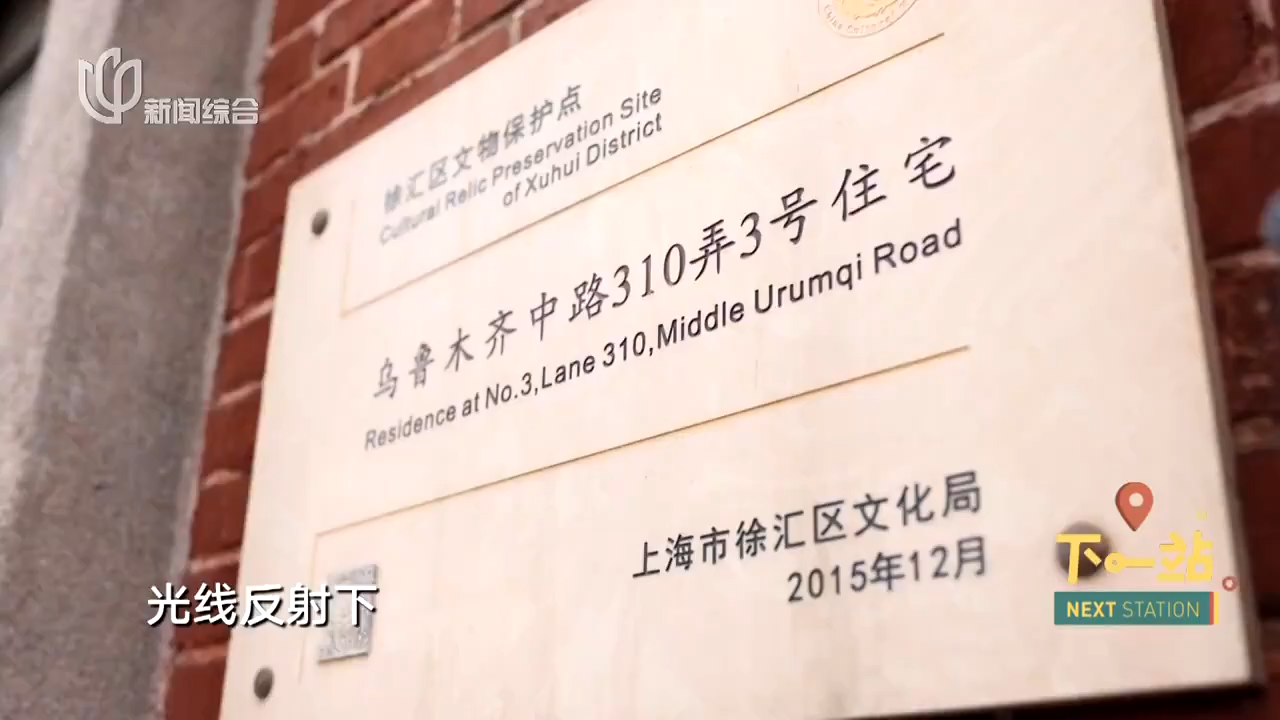 新闻综合
徐汇区文物保护点
Cultural Relic Preservation Site
of Xuhui District
乌鲁木齐中路310弄3号住宅
Residence at No.3,Lane 310,Middle Urumqi Road
上海市徐汇区文化局
2015年12月
光线反射下
下一站
NEXT STATION